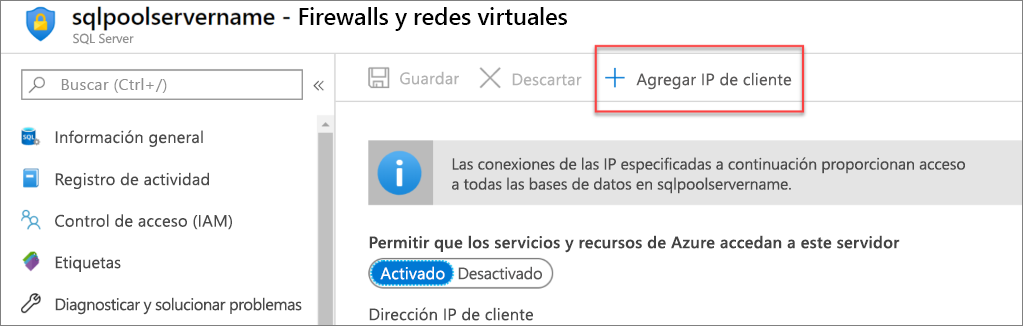 sqlpoolservername - Firewalls y redes virtuales
SQL Server
Buscar (Ctrl+/)
«
Información general
Registro de actividad
Control de acceso (IAM)
Etiquetas
Diagnosticar y solucionar problemas
Guardar
Descartar
Agregar IP de cliente
Las conexiones de las IP especificadas a continuación proporcionan acceso
a todas las bases de datos en sqlpoolservername.
Permitir que los servicios y recursos de Azure accedan a este servidor
Activado Desactivado
Dirección IP de cliente